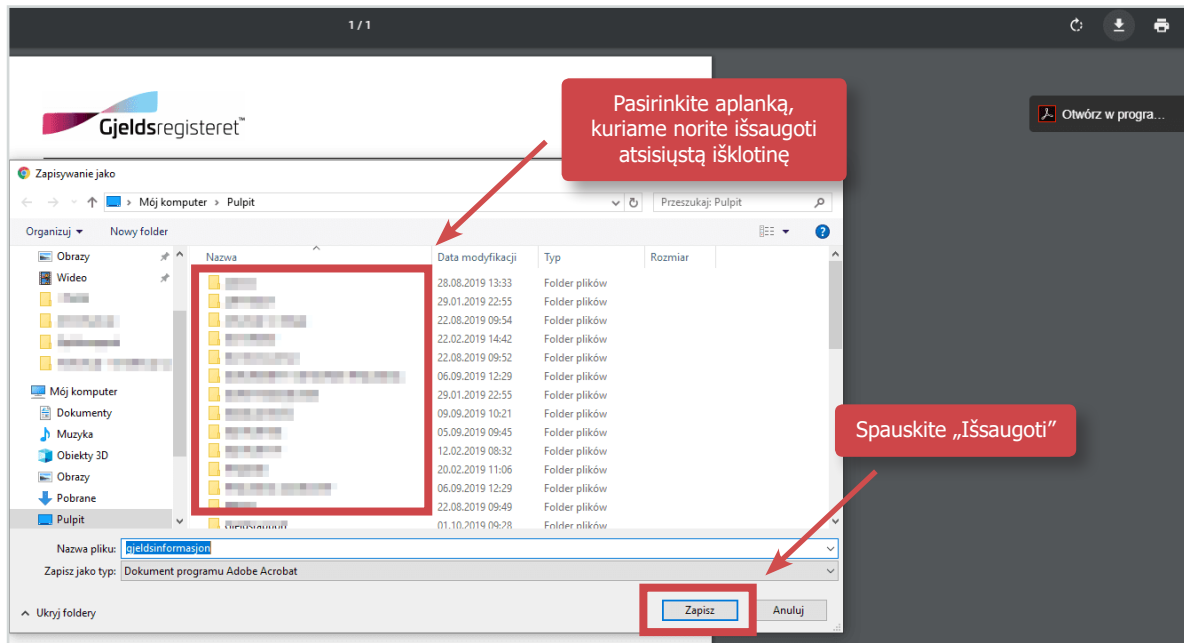 1 / 1
Gjeldsregisteret™
Pasirinkite aplanką,
kuriame norite išsaugoti
atsisiųstą išklotinę
Otwórz w progra...
Zapisywanie jako
Mój komputer › Pulpit
Przeszukaj: Pulpit
Organizuj
Nowy folder
Nazwa
Data modyfikacji
Typ
Rozmiar
Obrazy
Wideo
Mój komputer
Dokumenty
Muzyka
Obiekty 3D
Obrazy
Pobrane
Pulpit
28.08.2019 13:33 Folder plików
29.01.2019 22:55 Folder plików
22.08.2019 09:54 Folder plików
22.02.2019 14:42 Folder plików
22.08.2019 09:52 Folder plików
06.09.2019 12:29 Folder plików
29.01.2019 22:55 Folder plików
09.09.2019 10:21 Folder plików
05.09.2019 09:45 Folder plików
12.02.2019 08:32 Folder plików
20.02.2019 11:06 Folder plików
06.09.2019 12:29 Folder plików
22.08.2019 09:49 Folder plików
01.10.2019 09:28 Folder plików
Spauskite „Išsaugoti”
Nazwa pliku: gjeldsinformasjon
Zapisz jako typ: Dokument programu Adobe Acrobat
Ukryj foldery
Zapisz
Anuluj